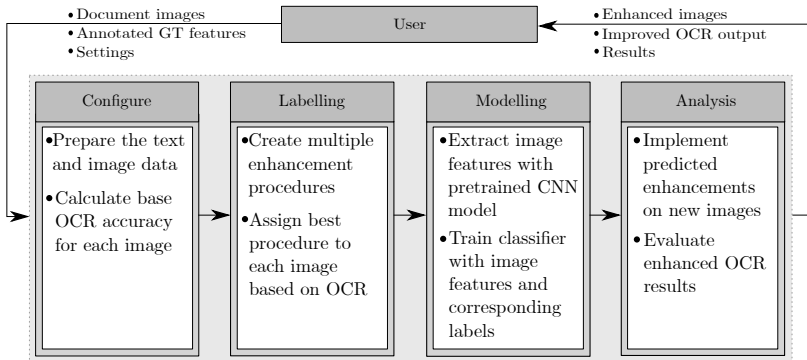 • Document images
• Annotated GT features
• Settings
User
• Enhanced images
• Improved OCR output
• Results
Configure
• Prepare the text
and image data
• Calculate base
OCR accuracy
for each image
Labelling
• Create multiple
enhancement
procedures
• Assign best
procedure to
each image
based on OCR
Modelling
• Extract image
features with
pretrained CNN
model
• Train classifier
with image
features and
corresponding
labels
Analysis
• Implement
predicted
enhancements
on new images
• Evaluate
enhanced OCR
results